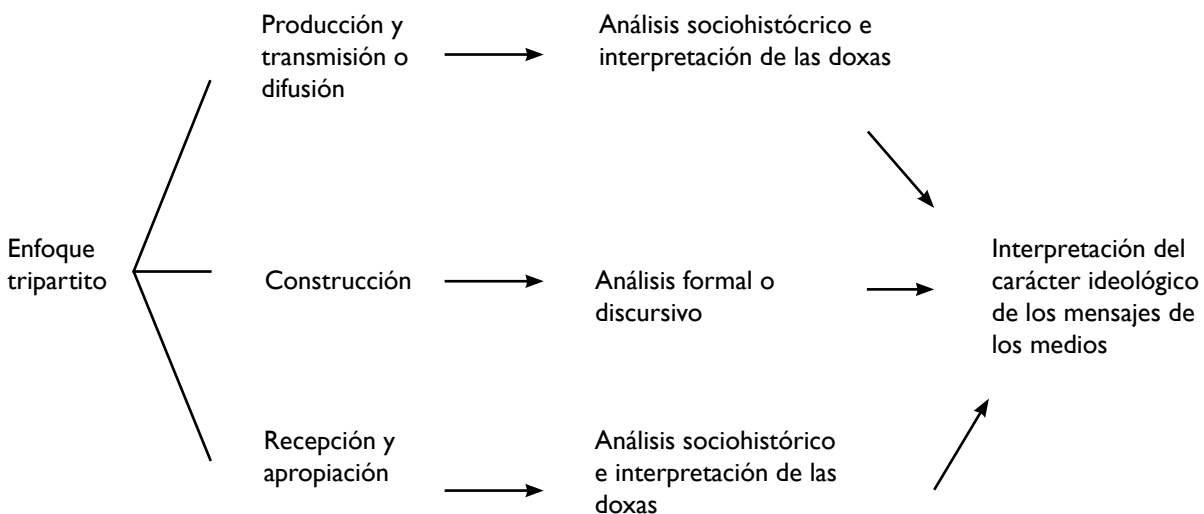 Producción y
transmisión o
difusión
Análisis sociohistócrico e
interpretación de las doxas
Enfoque
tripartito
Construcción
Análisis formal o
discursivo
Interpretación del
carácter ideológico
de los mensajes de
los medios
Recepción y
apropiación
Análisis sociohistórico
e interpretación de las
doxas